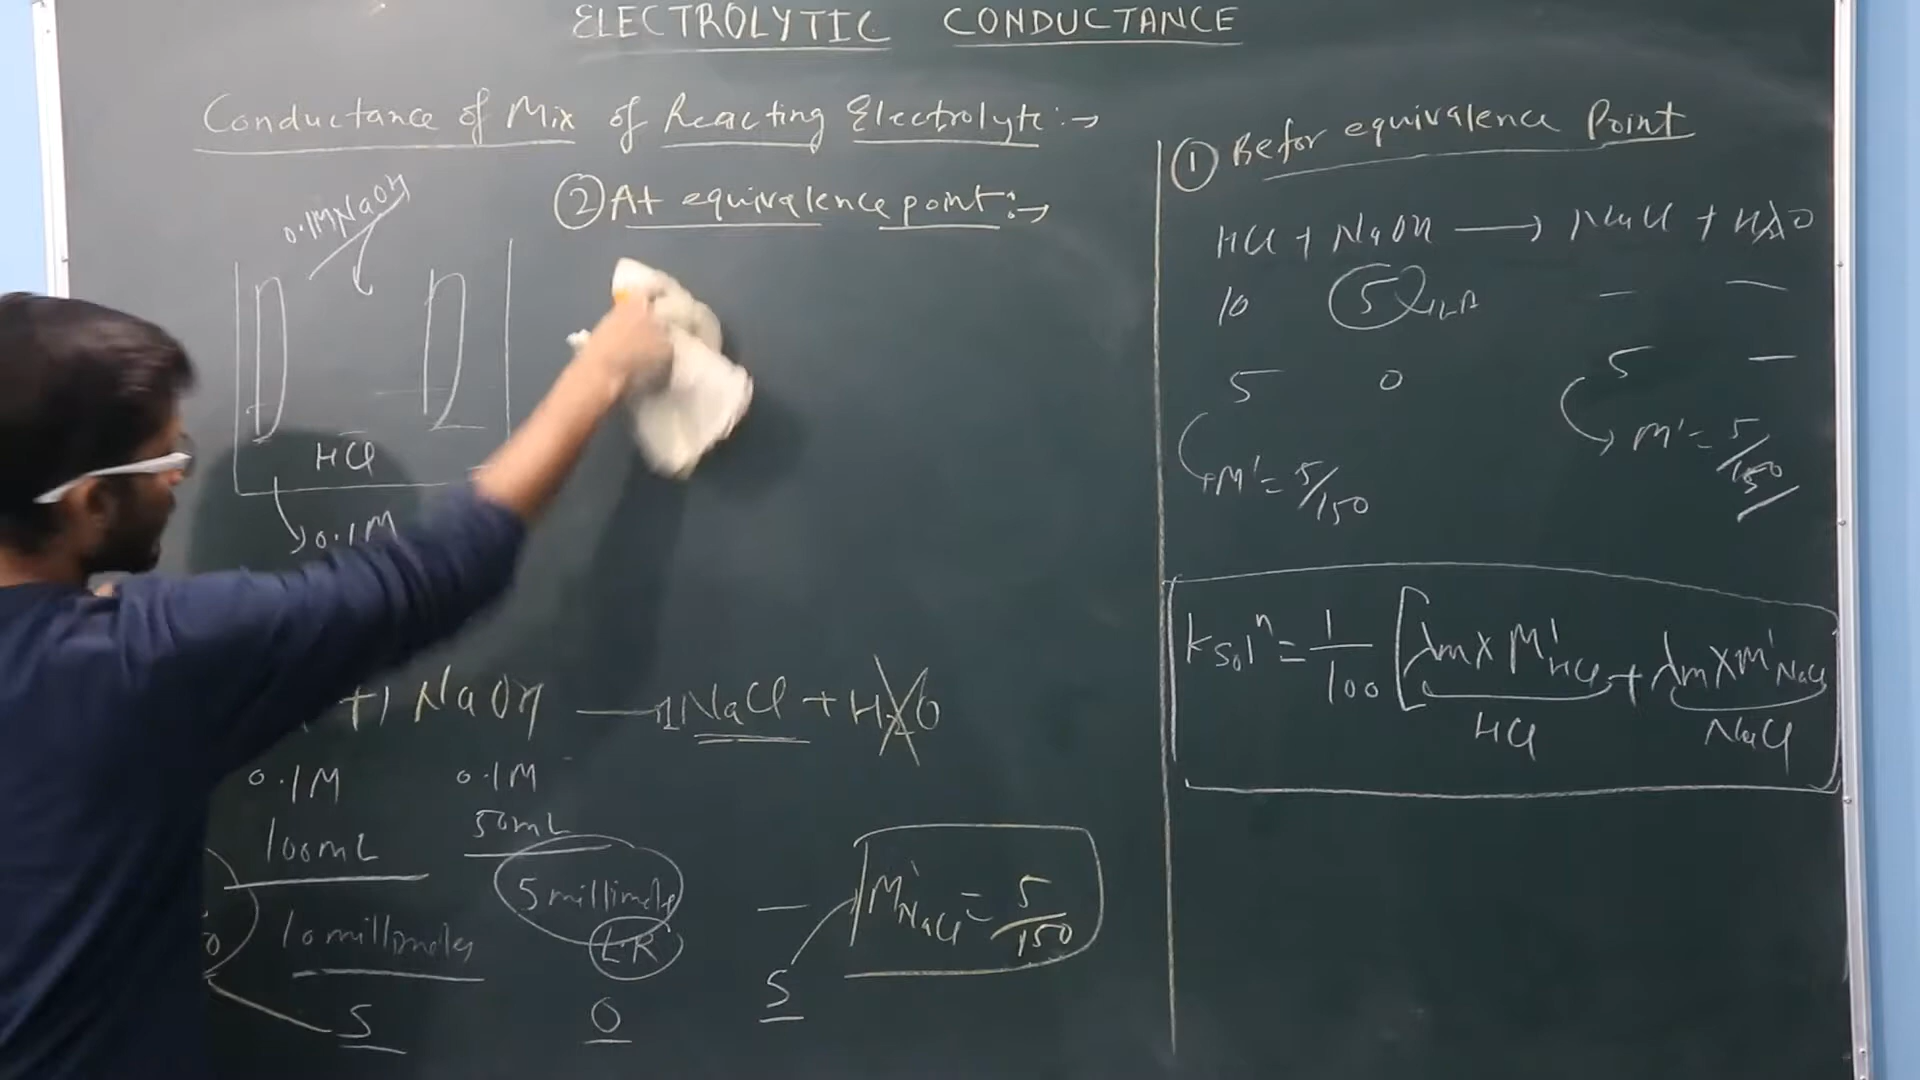 ELECTROLYTIC CONDUCTANCE
Conductance of Mix of Reacting Electrolyte :→
② At equivalence point :→
0.1M NaOH
HCl
→ 0.1M
+1 NaOH → 1NaCl + H2O
0.1M 0.1M
100mL 50mL
10 millimoles 5 millimole —
LR
M'NaCl = 5/150
5 0 5
① Befor equivalence Point
HCl + NaOH → NaCl + H2O
10 5 LR — —
5 0 5 —
M' = 5/150
M' = 5/150
k soln = 1/100 [λm × M'HCl + λm × M'NaCl
HCl NaCl